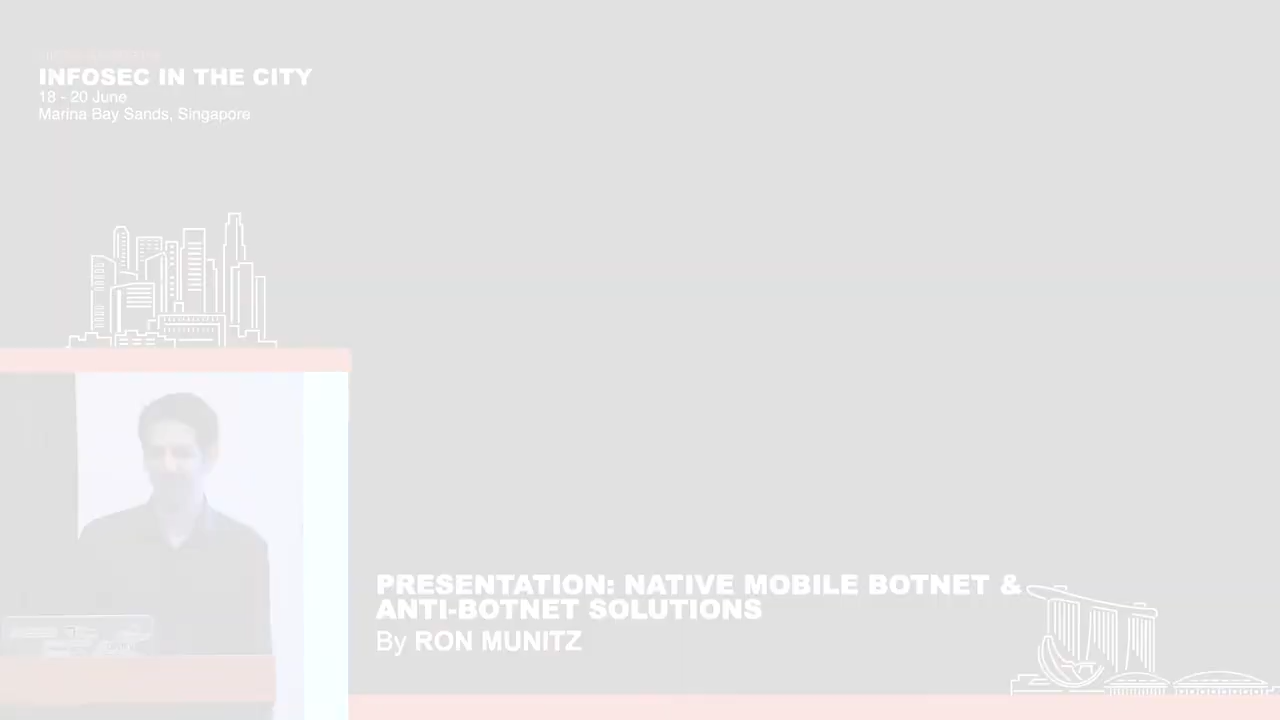 INFOSEC IN THE CITY
18 - 20 June
Marina Bay Sands, Singapore
PRESENTATION: NATIVE MOBILE BOTNET &
ANTI-BOTNET SOLUTIONS
By RON MUNITZ